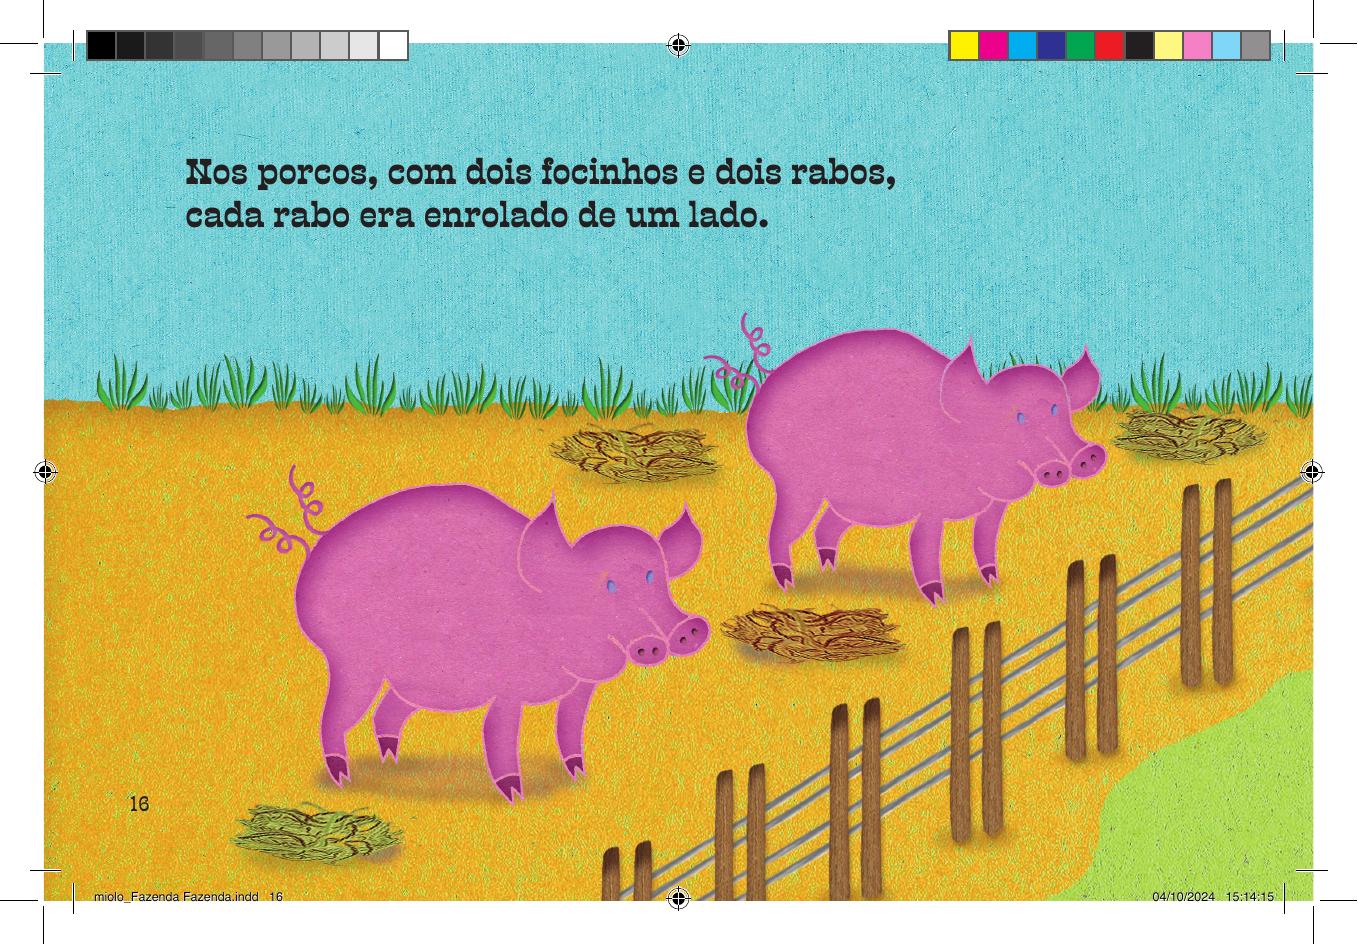 Nos porcos, com dois focinhos e dois rabos,
cada rabo era enrolado de um lado.
16
miolo_Fazenda Fazenda.indd 16
04/10/2024 15:14:15